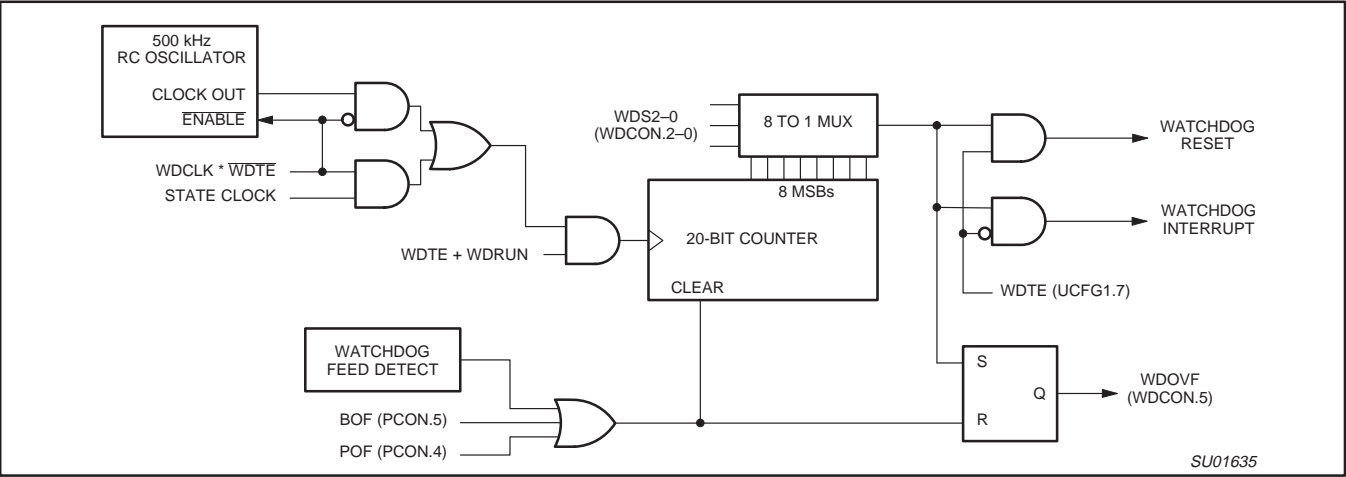 500 kHz
RC OSCILLATOR
CLOCK OUT
ENABLE
WDCLK * WDTE
STATE CLOCK
WDS2–0
(WDCON.2–0)
8 TO 1 MUX
8 MSBs
20-BIT COUNTER
CLEAR
WDTE + WDRUN
WATCHDOG
RESET
WATCHDOG
INTERRUPT
WDTE (UCFG1.7)
WATCHDOG
FEED DETECT
BOF (PCON.5)
POF (PCON.4)
S
Q
R
WDOVF
(WDCON.5)
SU01635